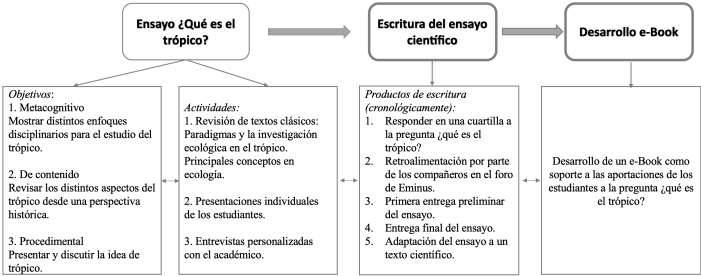 Ensayo ¿Qué es el
trópico?
Escritura del ensayo
científico
Desarrollo e-Book
Objetivos:
1. Metacognitivo
Mostrar distintos enfoques
disciplinarios para el estudio del
trópico.
2. De contenido
Revisar los distintos aspectos del
trópico desde una perspectiva
histórica.
3. Procedimental
Presentar y discutir la idea de
trópico.
Actividades:
1. Revisión de textos clásicos:
Paradigmas y la investigación
ecológica en el trópico.
Principales conceptos en
ecología.
2. Presentaciones individuales
de los estudiantes.
3. Entrevistas personalizadas
con el académico.
Productos de escritura
(cronológicamente):
1. Responder en una cuartilla a
la pregunta ¿qué es el
trópico?
2. Retroalimentación por parte
de los compañeros en el foro
de Eminus.
3. Primera entrega preliminar
del ensayo.
4. Entrega final del ensayo.
5. Adaptación del ensayo a un
texto científico.
Desarrollo de un e-Book como
soporte a las aportaciones de los
estudiantes a la pregunta ¿qué es
el trópico?